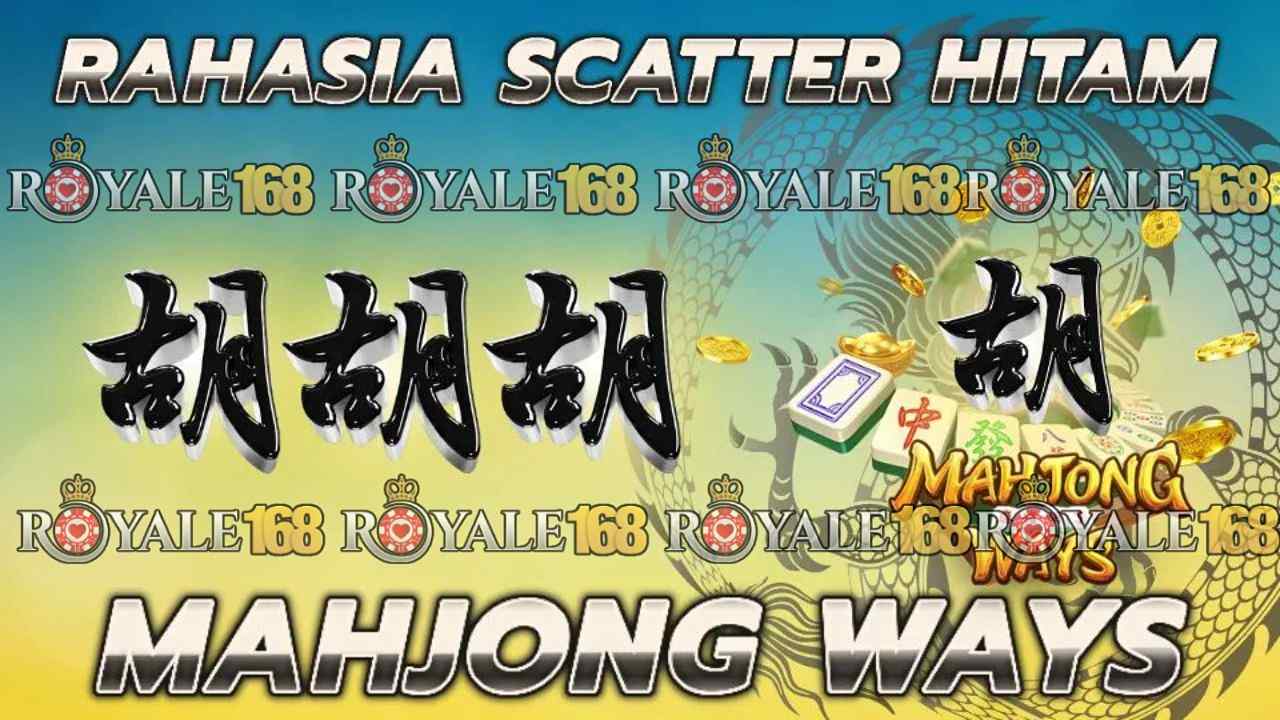 RAHASIA SCATTER HITAM
ROYALE168 ROYALE168 ROYALE168 ROYALE168
胡 胡 胡 胡
中 發 八
MAHJONG
ROYALE168 ROYALE168 ROYALE168 ROYALE168
WAYS
MAHJONG WAYS